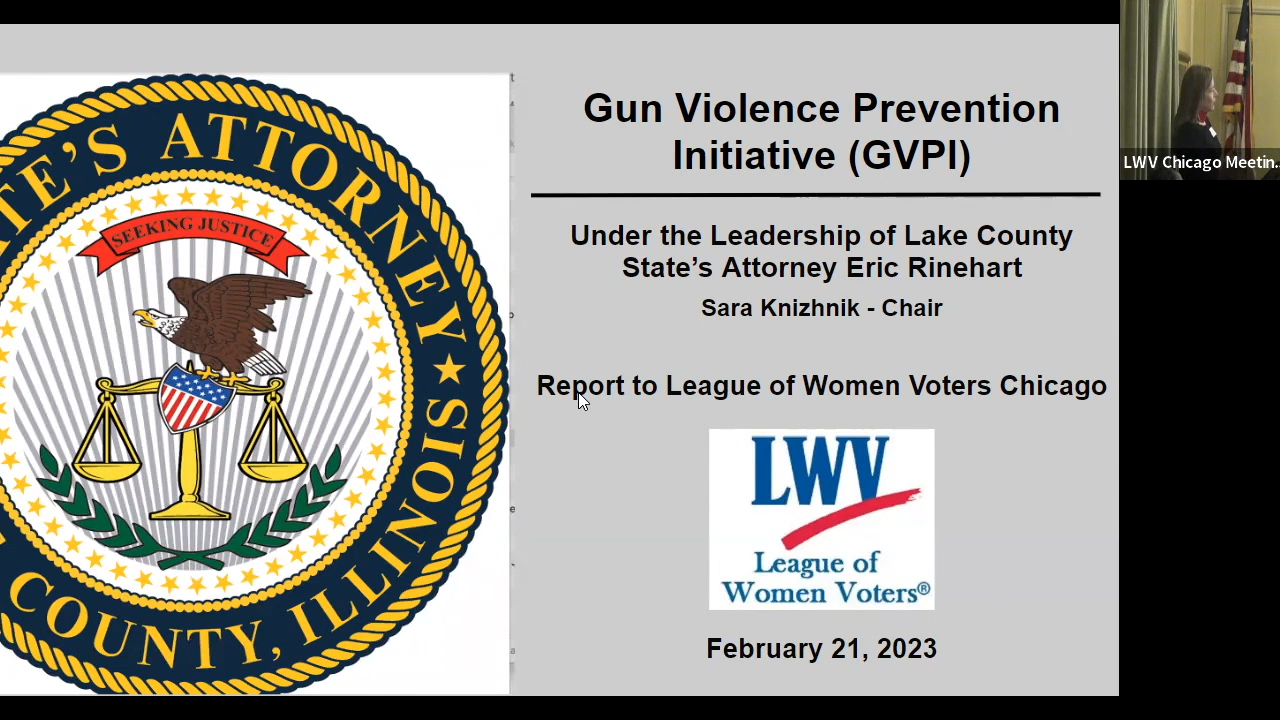 STATE'S ATTORNEY
SEEKING JUSTICE
COUNTY, ILLINOIS
Gun Violence Prevention
Initiative (GVPI)
Under the Leadership of Lake County
State's Attorney Eric Rinehart
Sara Knizhnik - Chair
Report to League of Women Voters Chicago
LWV
League of
Women Voters®
February 21, 2023
LWV Chicago Meetin...